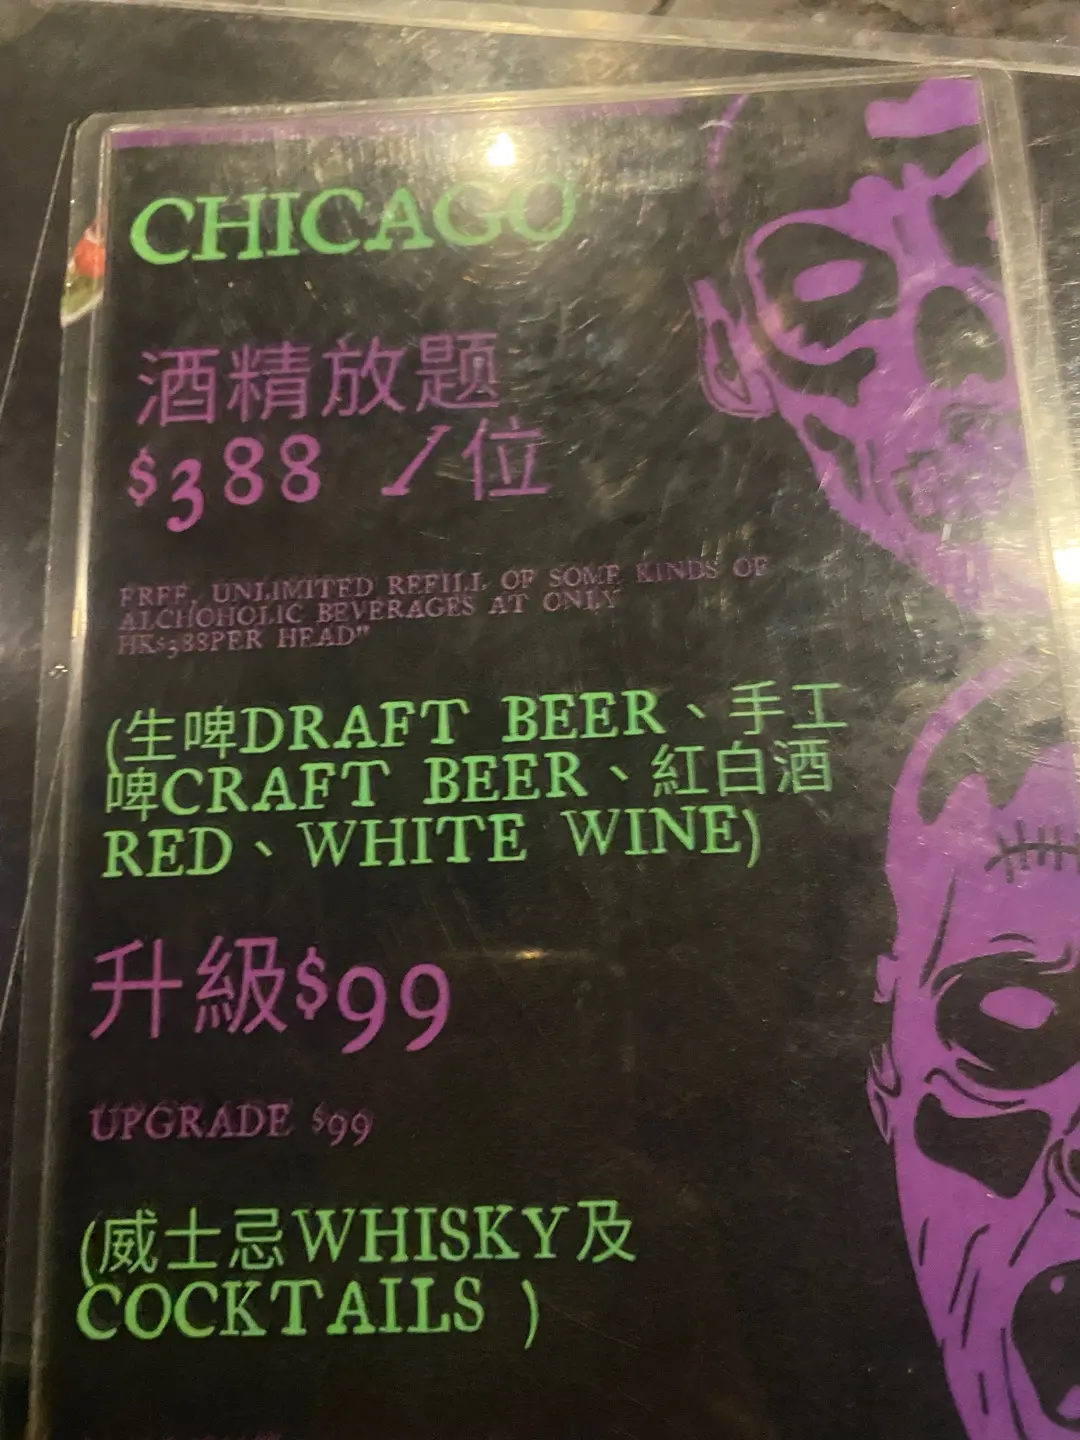 CHICAGO
酒精放題
$388 /位
FREE, UNLIMITED REFILL OF SOME KINDS OF
ALCHOHOLIC BEVERAGES AT ONLY
HK$388PER HEAD"
(生啤DRAFT BEER、手工
啤CRAFT BEER、紅白酒
RED、WHITE WINE)
升級$99
UPGRADE $99
(威士忌WHISKY及
COCKTAILS )